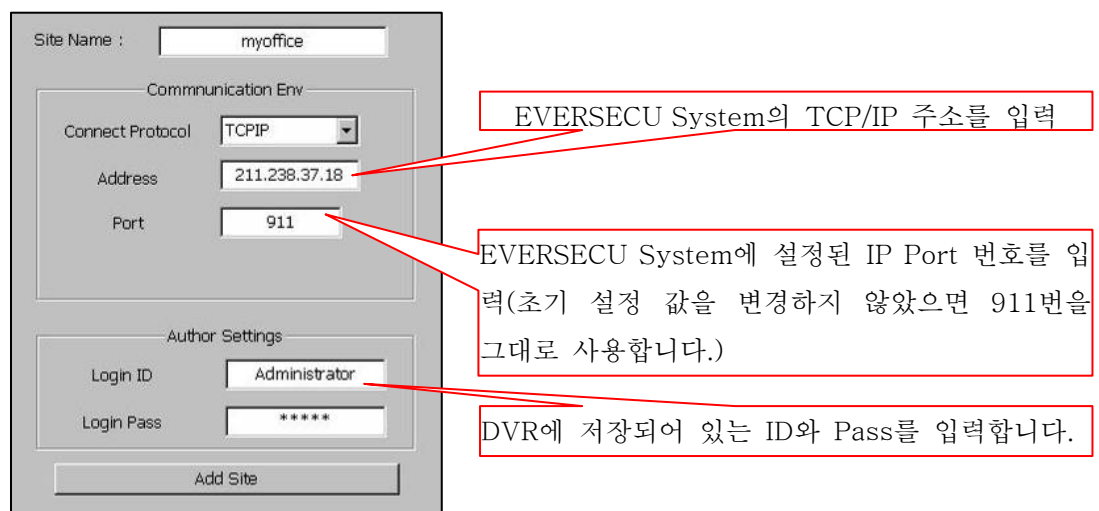 Site Name : myoffice
Commnunication Env
Connect Protocol TCPIP
Address 211.238.37.18
Port 911
Author Settings
Login ID Administrator
Login Pass *****
Add Site
EVERSECU System의 TCP/IP 주소를 입력
EVERSECU System에 설정된 IP Port 번호를 입
력(초기 설정 값을 변경하지 않았으면 911번을
그대로 사용합니다.)
DVR에 저장되어 있는 ID와 Pass를 입력합니다.